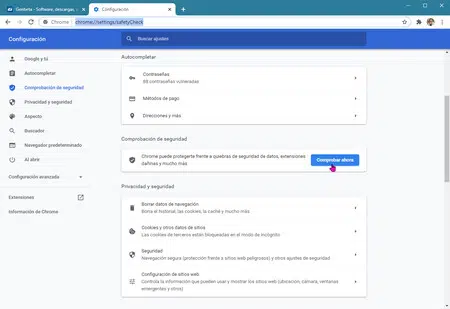 Genbeta - Software, descargas, a
Configuración
Chrome
chrome://settings/safetyCheck
Configuración
Buscar ajustes
Google y tú
Autocompletar
Comprobación de seguridad
Privacidad y seguridad
Aspecto
Buscador
Navegador predeterminado
Al abrir
Configuración avanzada
Extensiones
Información de Chrome
Autocompletar
Contraseñas
88 contraseñas vulneradas
Métodos de pago
Direcciones y más
Comprobación de seguridad
Chrome puede protegerte frente a quiebras de seguridad de datos, extensiones
dañinas y mucho más
Comprobar ahora
Privacidad y seguridad
Borrar datos de navegación
Borra el historial, las cookies, la caché y mucho más
Cookies y otros datos de sitios
Las cookies de terceros están bloqueadas en el modo de incógnito
Seguridad
Navegación segura (protección frente a sitios web peligrosos) y otros ajustes de seguridad
Configuración de sitios web
Controla la información que pueden usar y mostrar los sitios web (ubicación, cámara, ventanas
emergentes y otros)